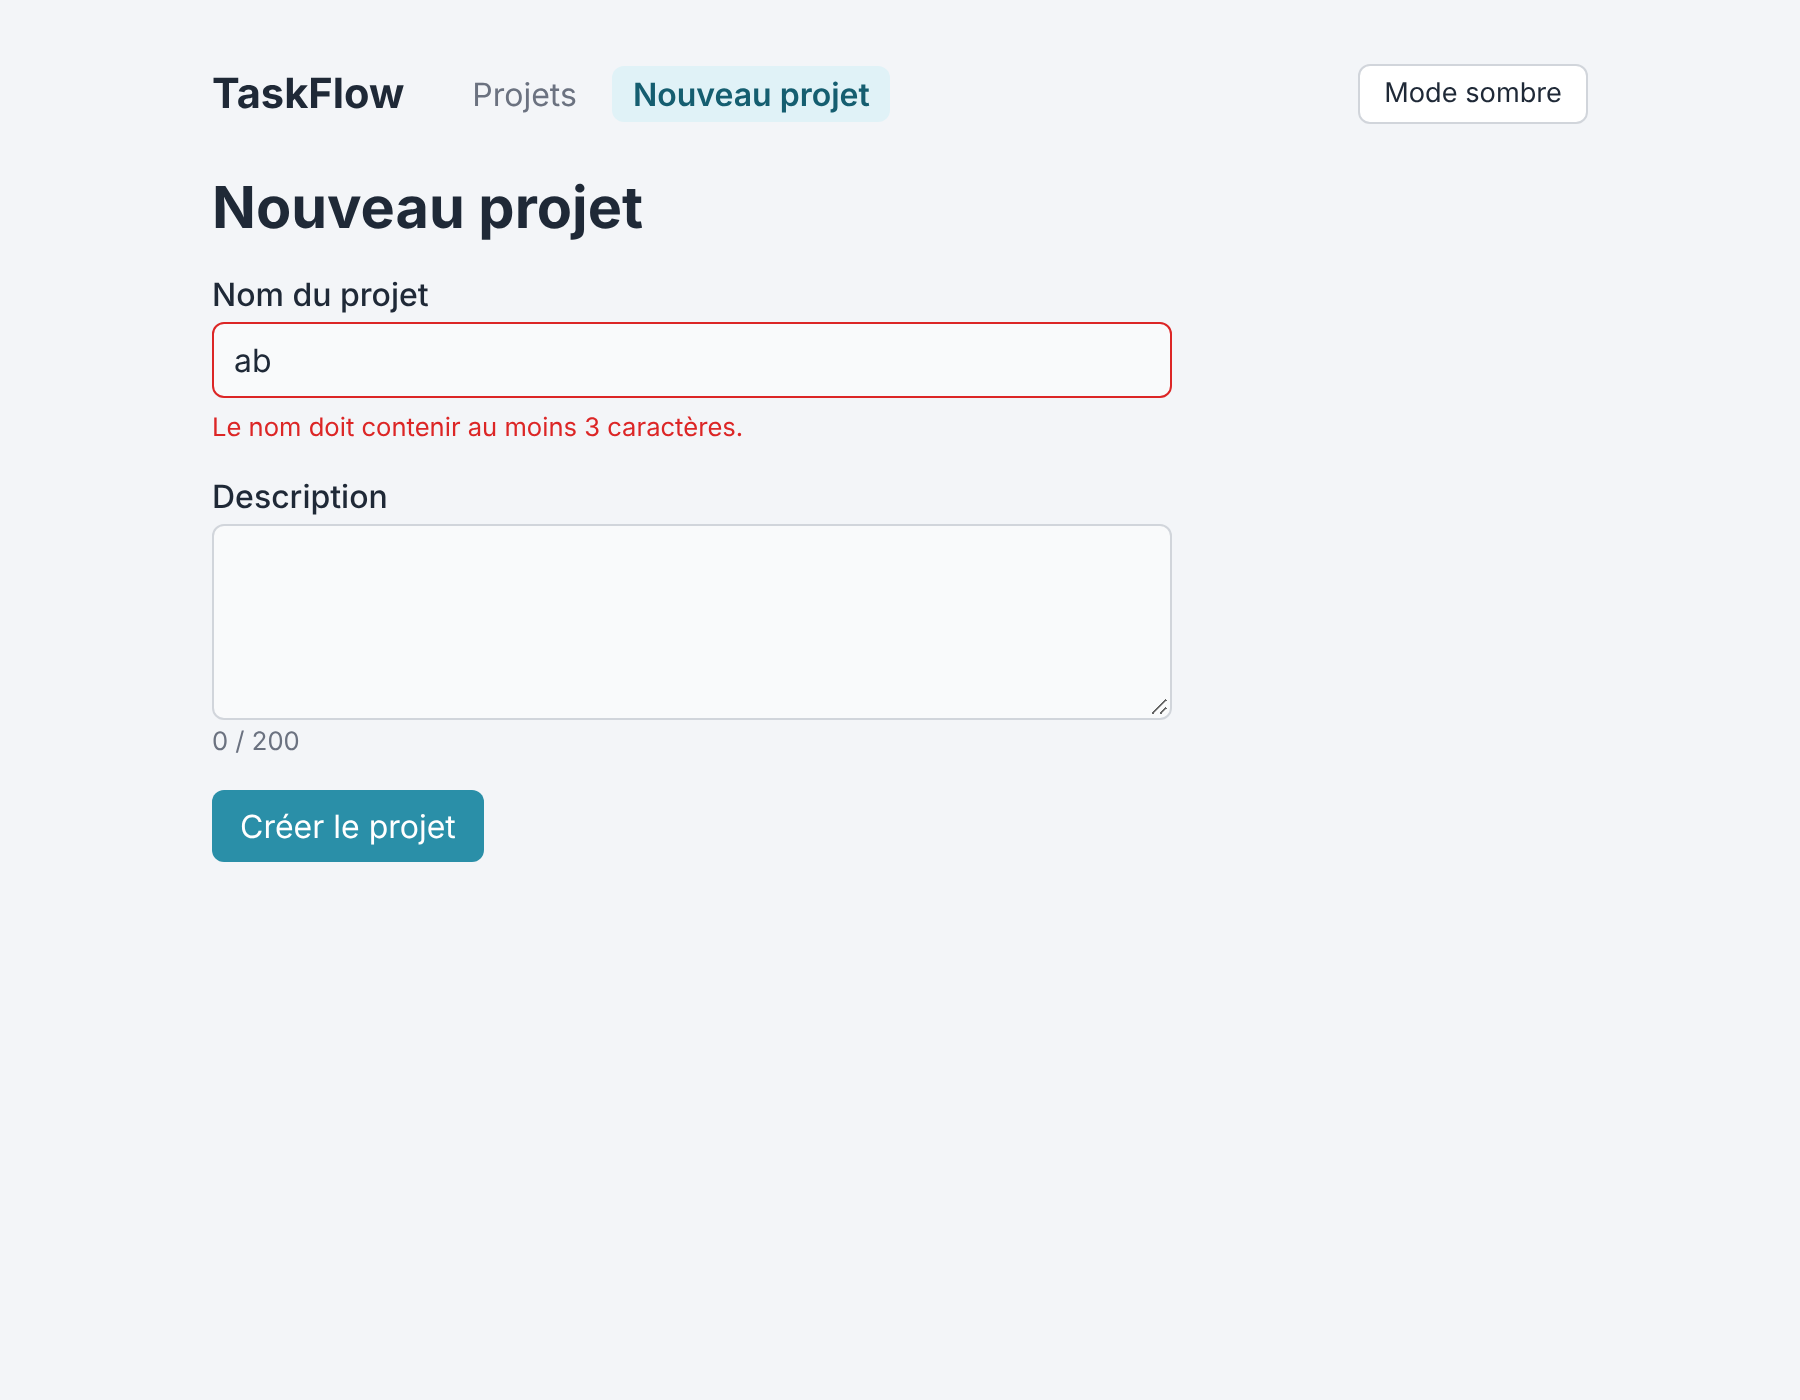 TaskFlow Projets Nouveau projet Mode sombre
Nouveau projet
Nom du projet
ab
Le nom doit contenir au moins 3 caractères.
Description
0 / 200
Créer le projet